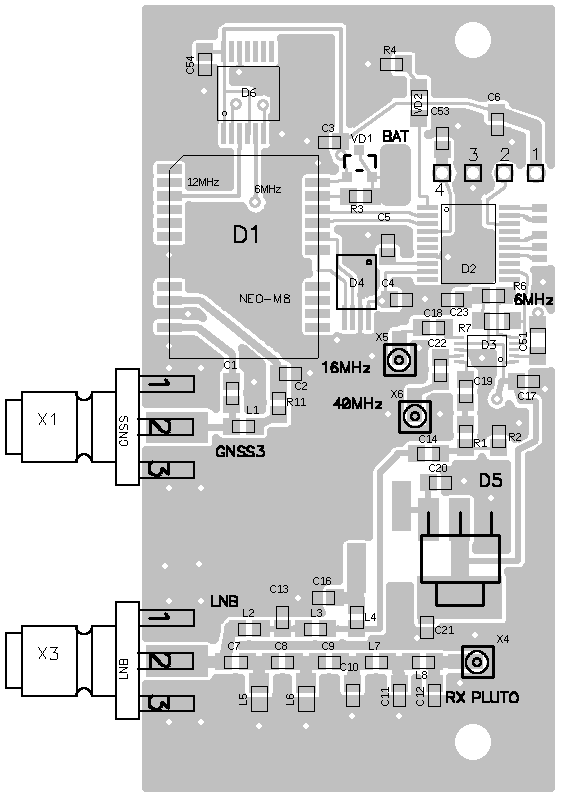 R4
C54
D6
VD2
C6
C53
C3
VD1
BAT
3
2
1
4
12MHz
6MHz
R3
D1
C5
D2
D4
NEO-M8
C4
C23
R6
6MHz
C18
R7
X5
C22
D3
C51
16MHz
C1
C2
C19
C17
X6
40MHz
R11
L1
X1
GNSS
1
2
3
GNSS3
C14
R1
R2
C20
D5
C16
C13
LNB
L2
L3
L4
C21
X3
LNB
1
2
3
C7
C8
C9
L7
X4
C10
L8
L5
L6
C11
C12
RX PLUTO